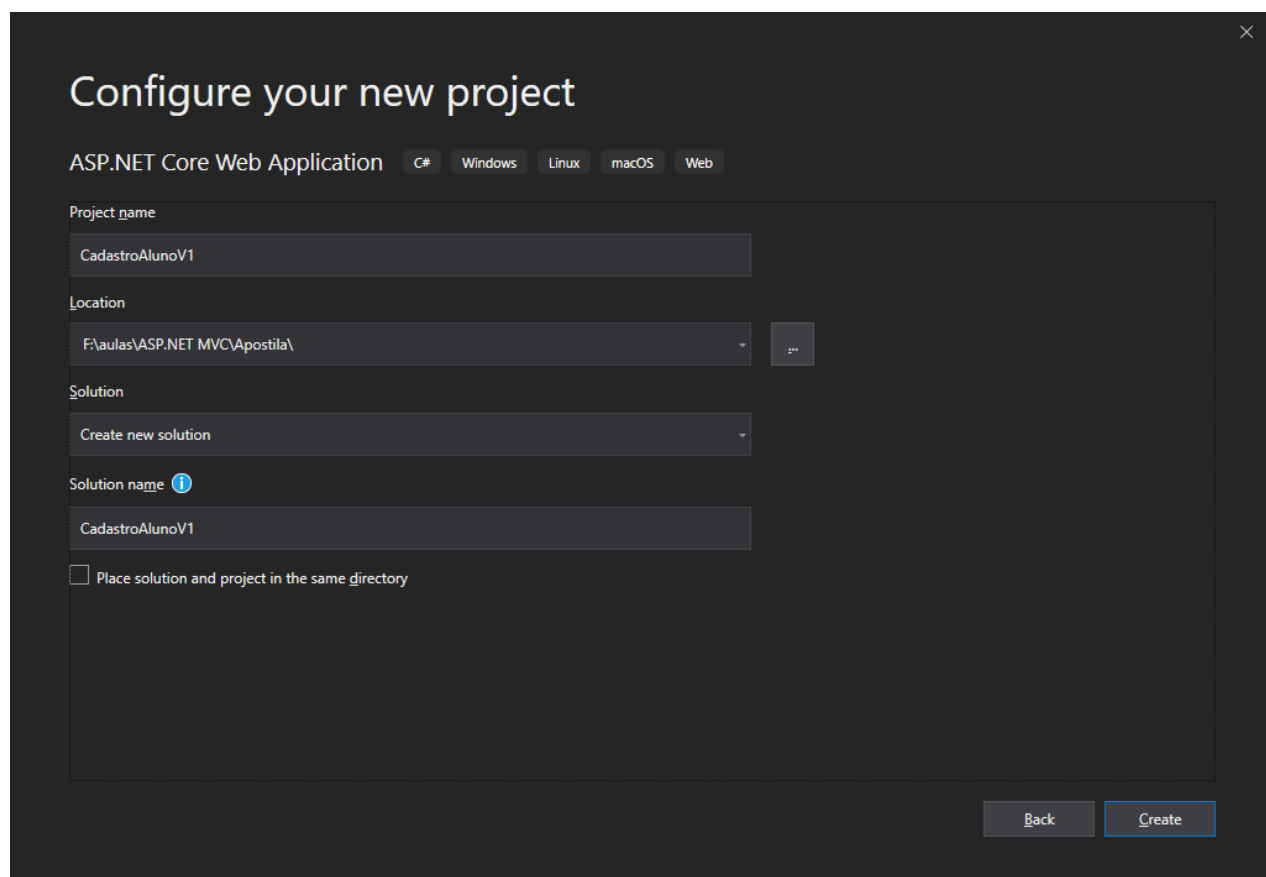 Configure your new project
ASP.NET Core Web Application C# Windows Linux macOS Web
Project name
CadastroAlunoV1
Location
F:\aulas\ASP.NET MVC\Apostila\
...
Solution
Create new solution
Solution name
CadastroAlunoV1
Place solution and project in the same directory
Back Create